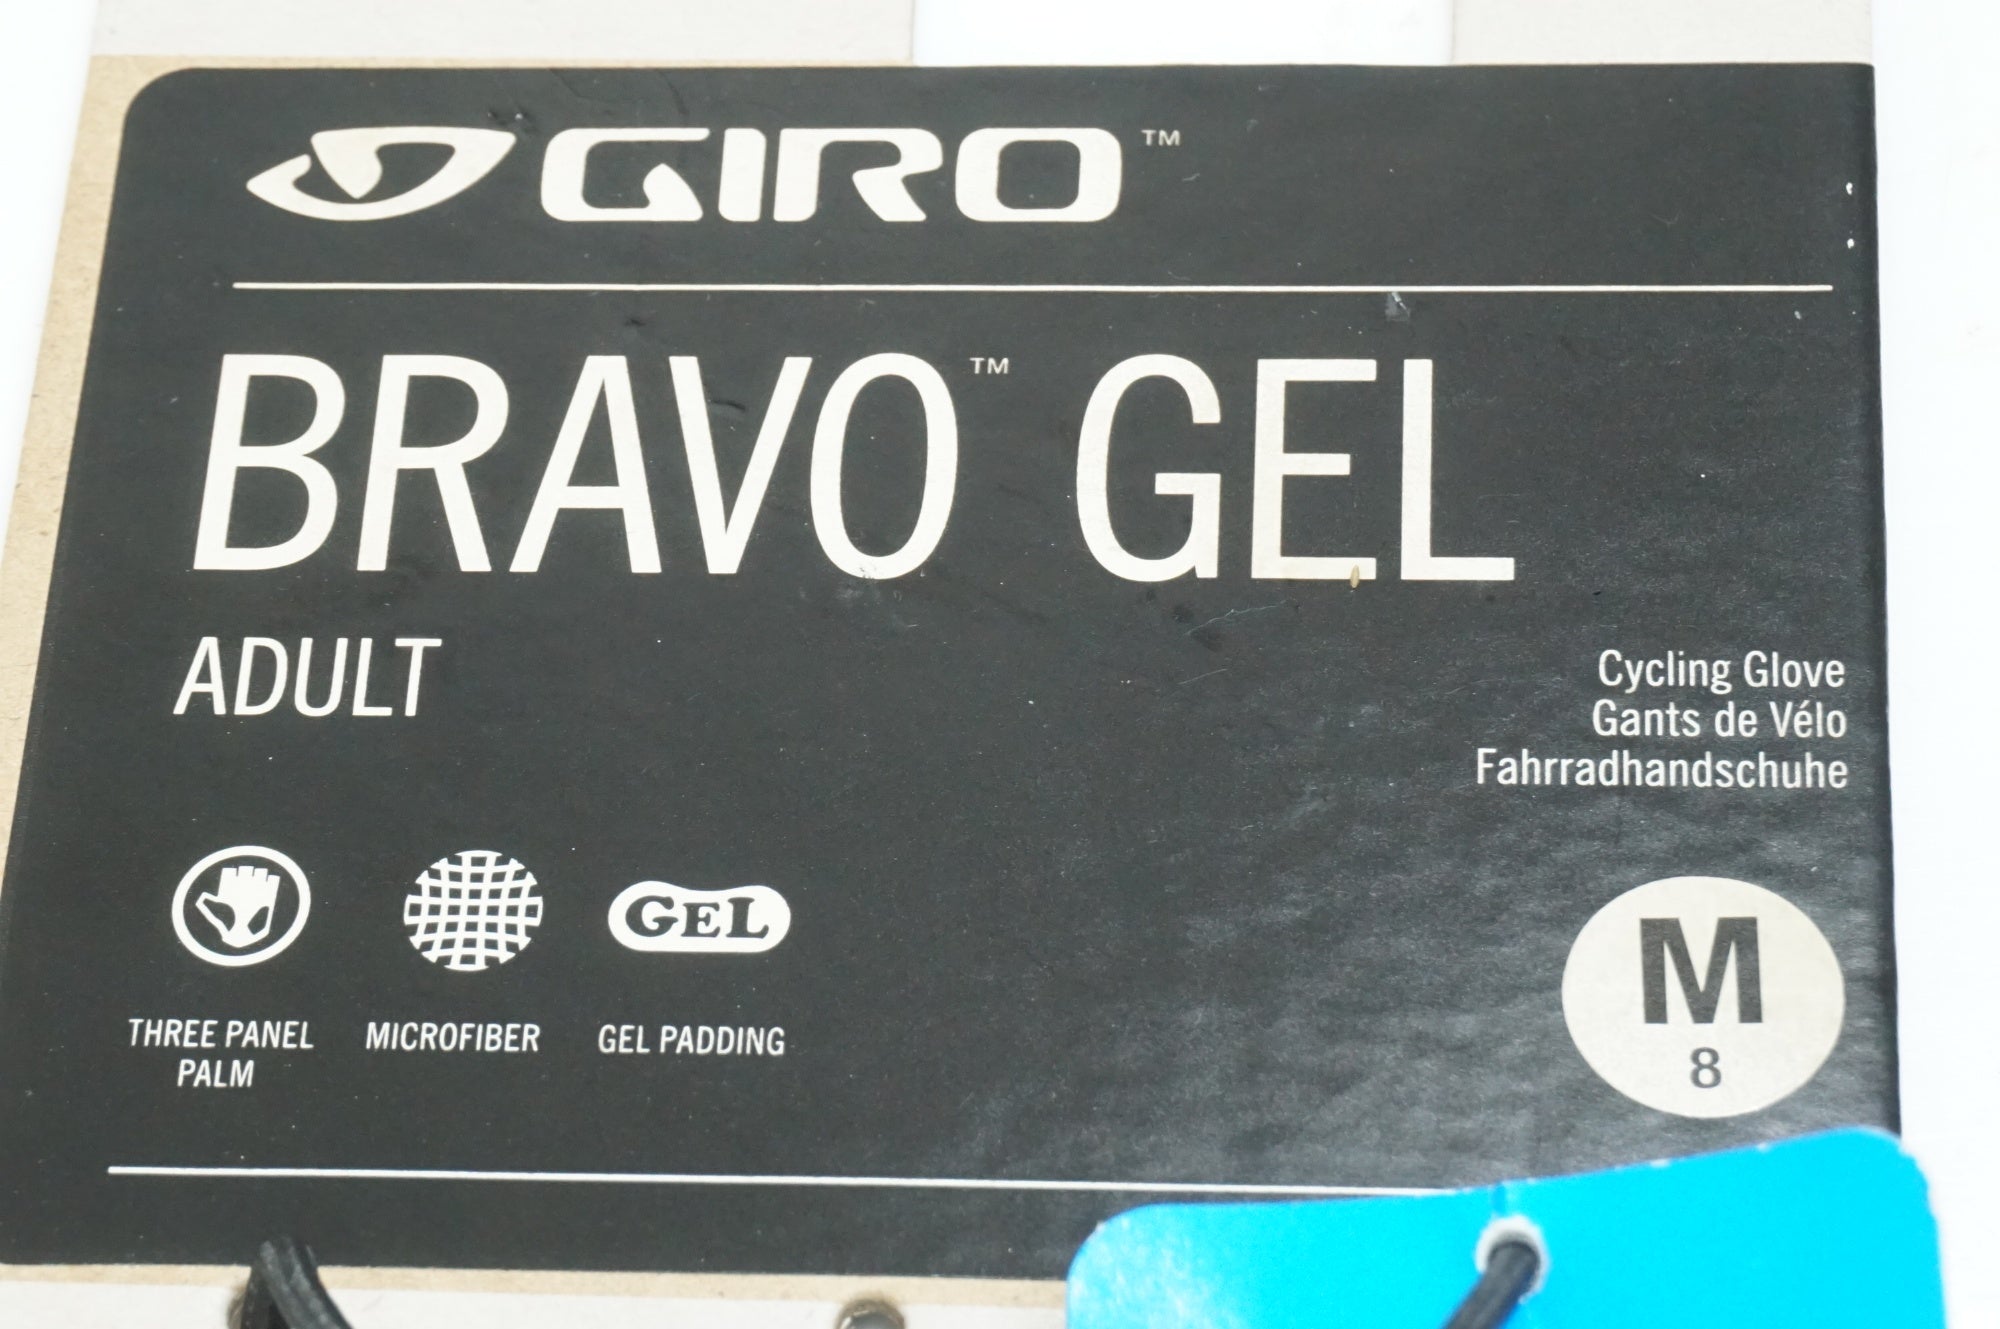 GIRO™
BRAVO™ GEL
ADULT
Cycling Glove
Gants de Vélo
Fahrradhandschuhe
GEL
THREE PANEL
PALM
MICROFIBER
GEL PADDING
M
8